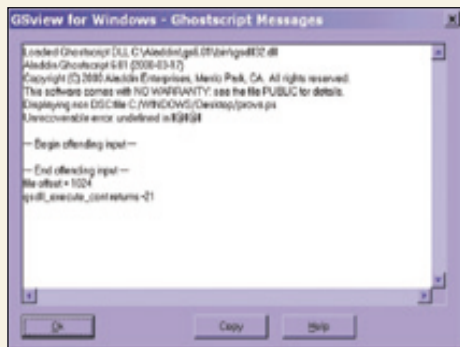 GSview for Windows - Ghostscript Messages
Loaded Ghostscript DLL C:\Aladdin\gs6.01\bin\gsdll32.dll
Aladdin Ghostscript 6.01 (2000-03-17)
Copyright (C) 2000 Aladdin Enterprises, Menlo Park, CA. All rights reserved.
This software comes with NO WARRANTY: see the file PUBLIC for details.
Displaying non DSC file C:/WINDOWS/Desktop/prova.ps
Unrecoverable error: undefined in
--- Begin offending input ---
--- End offending input ---
file offset = 1024
gsdll_execute_cont returns -21
Ok
Copy
Help